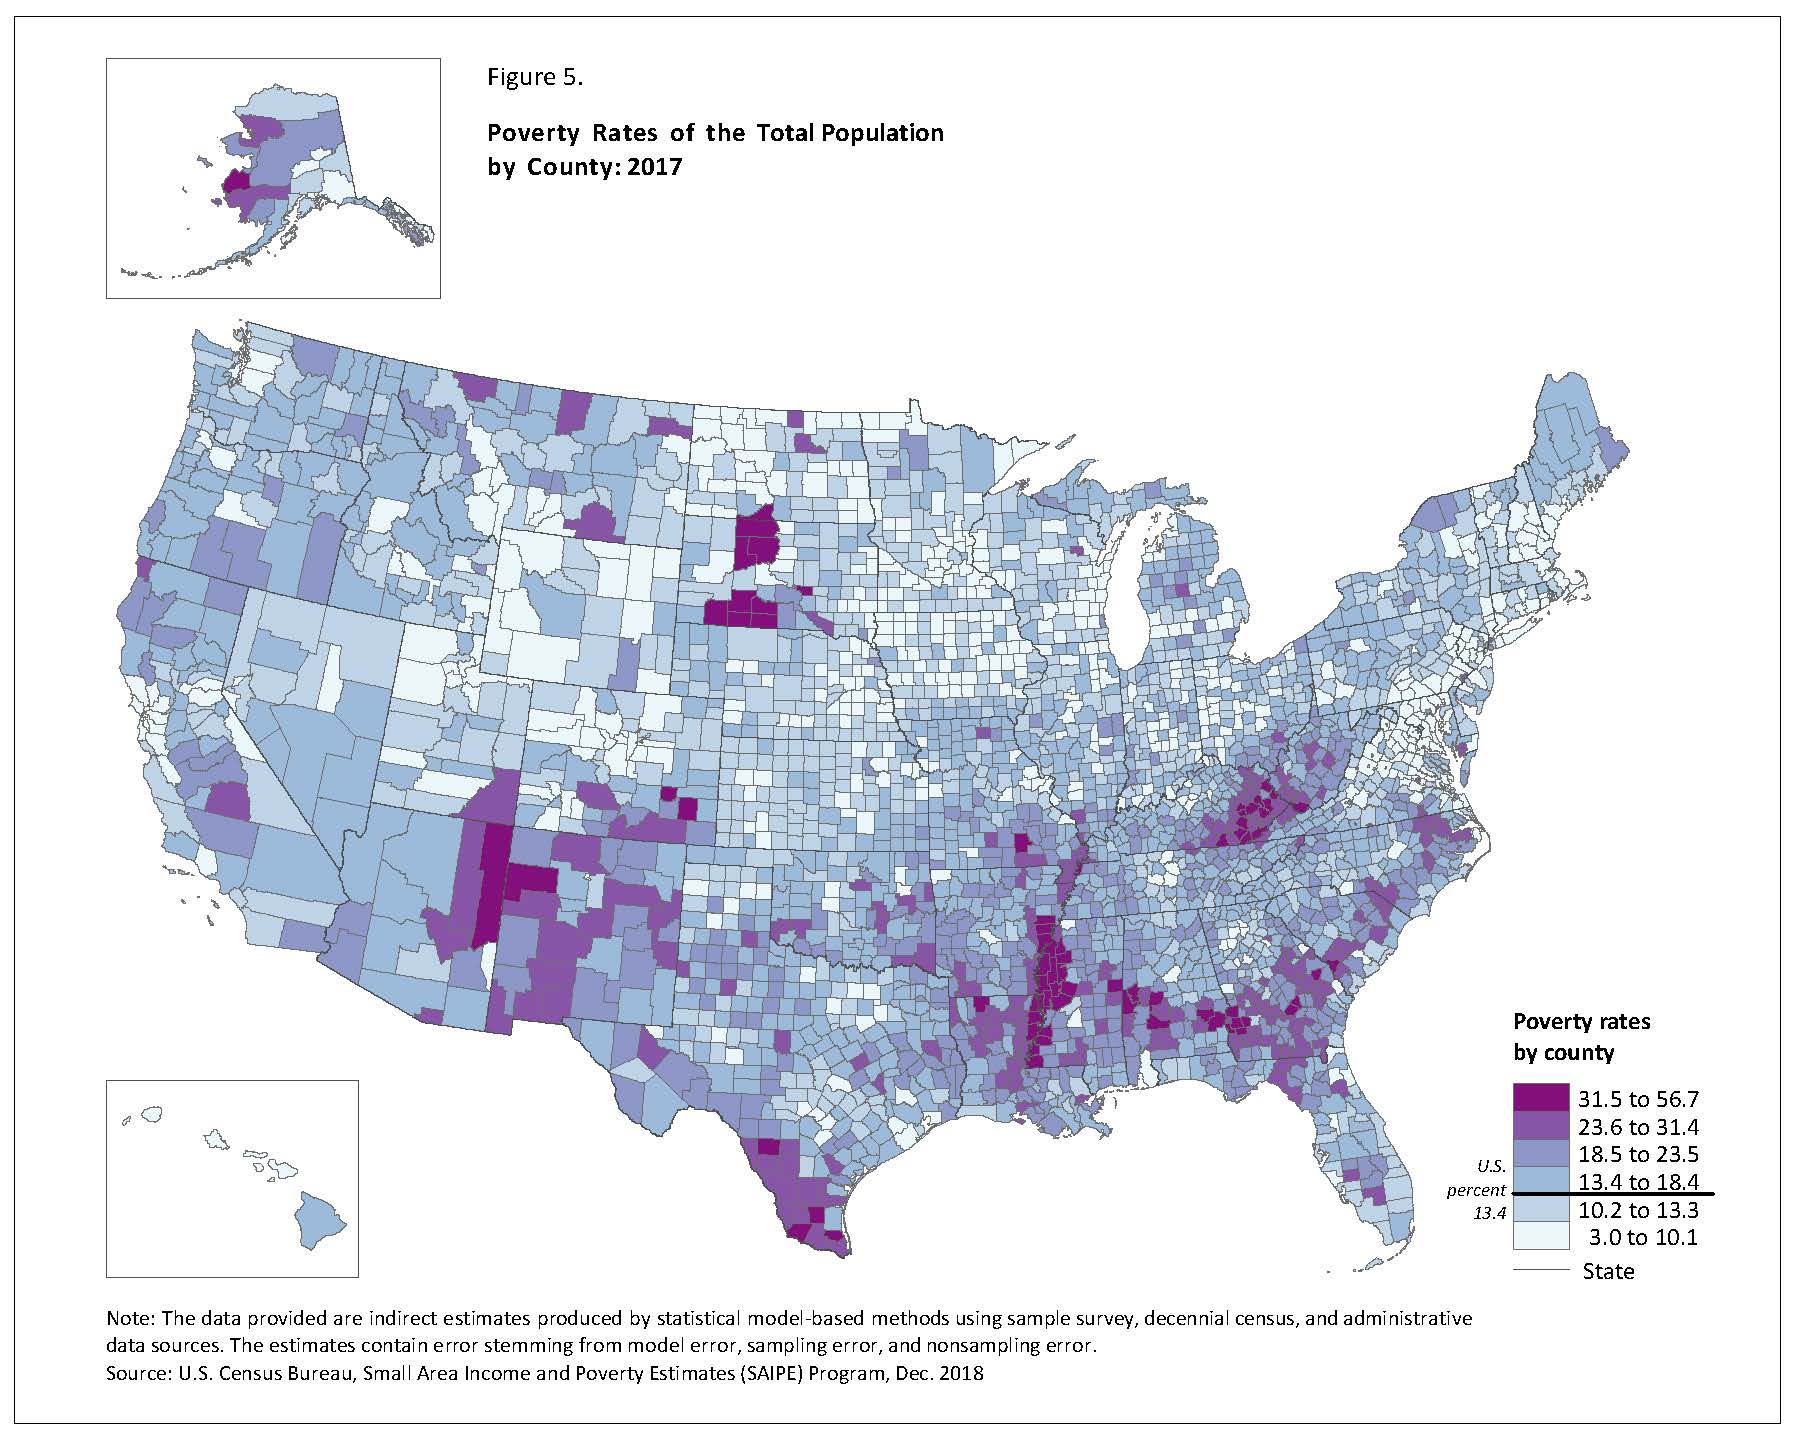 Figure 5.
Poverty Rates of the Total Population
by County: 2017
Poverty rates
by county
31.5 to 56.7
23.6 to 31.4
18.5 to 23.5
13.4 to 18.4
10.2 to 13.3
3.0 to 10.1
U.S.
percent
13.4
State
Note: The data provided are indirect estimates produced by statistical model-based methods using sample survey, decennial census, and administrative
data sources. The estimates contain error stemming from model error, sampling error, and nonsampling error.
Source: U.S. Census Bureau, Small Area Income and Poverty Estimates (SAIPE) Program, Dec. 2018